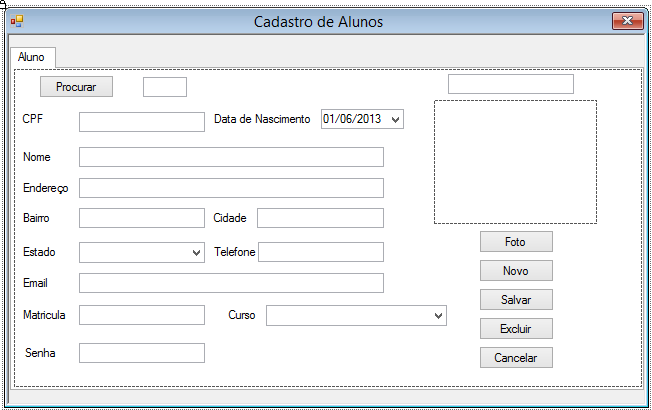 Cadastro de Alunos
Aluno
Procurar
CPF
Data de Nascimento 01/06/2013
Nome
Endereço
Bairro
Cidade
Foto
Estado
Telefone
Novo
Email
Salvar
Matricula
Curso
Excluir
Senha
Cancelar